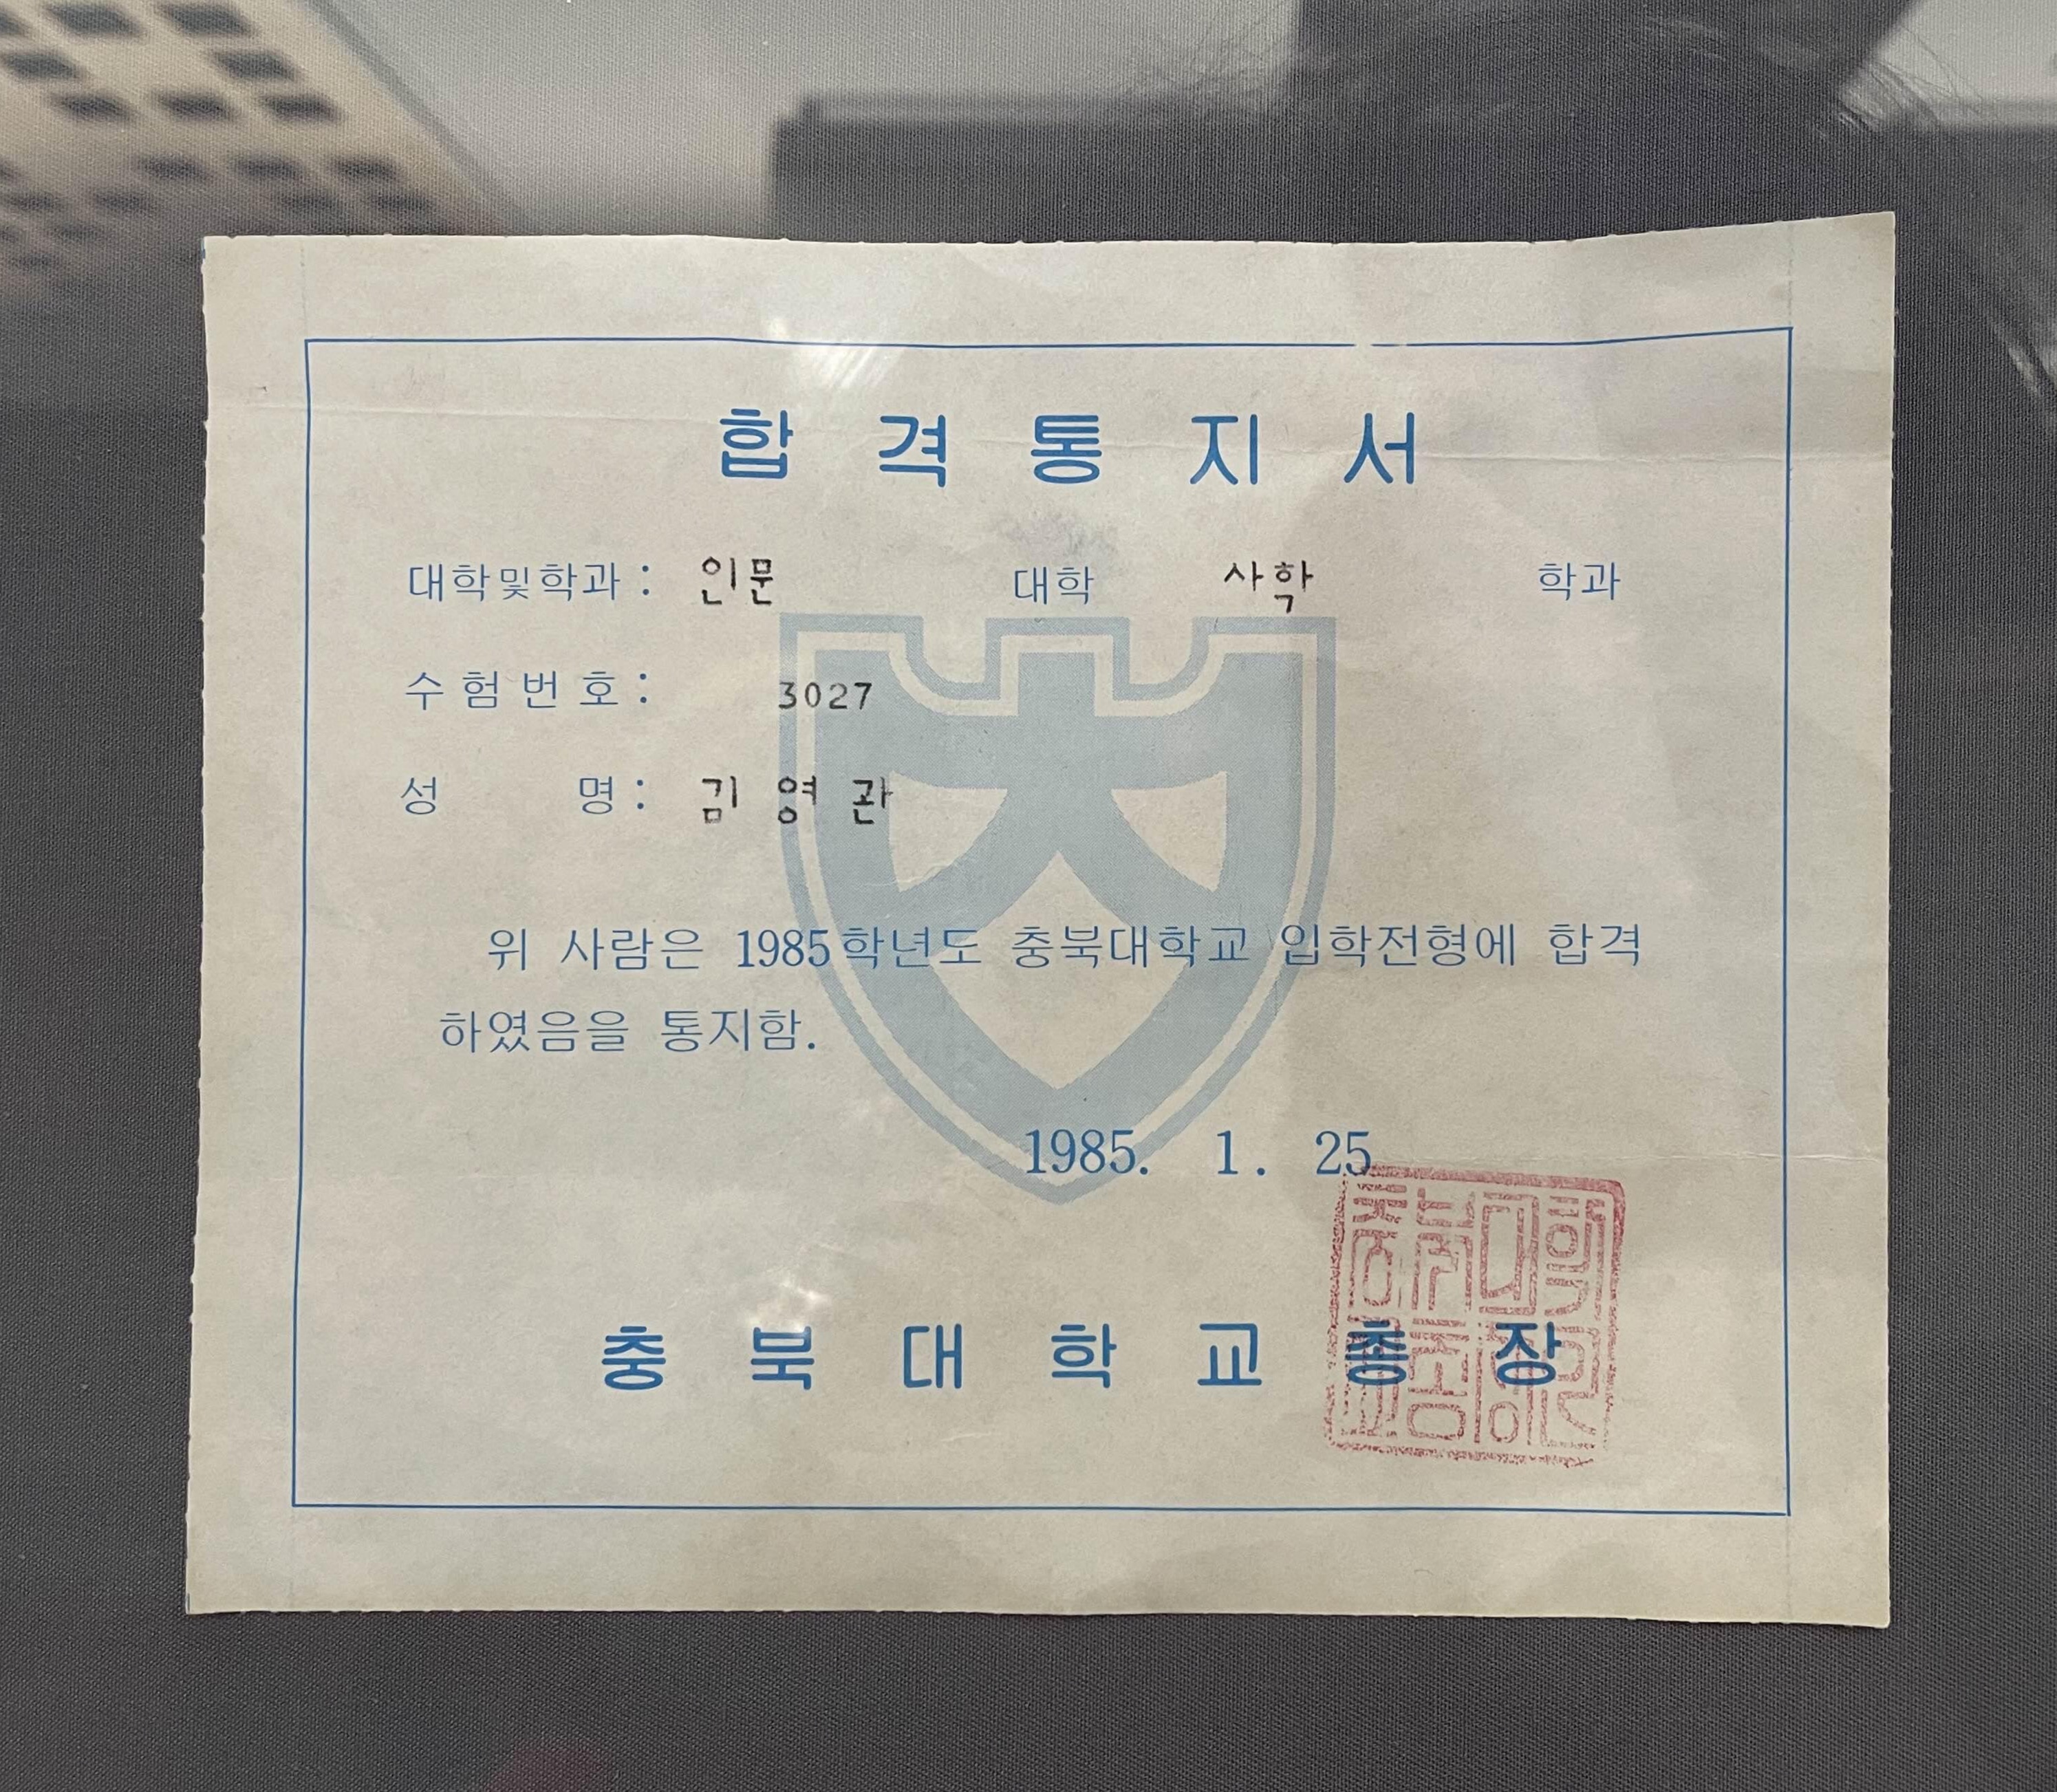 합격통지서
대학및학과 : 인문 대학 사학 학과
수험번호 : 3027
성 명 : 김영관
위 사람은 1985학년도 충북대학교 입학전형에 합격
하였음을 통지함.
1985. 1. 25
충북대학교총장